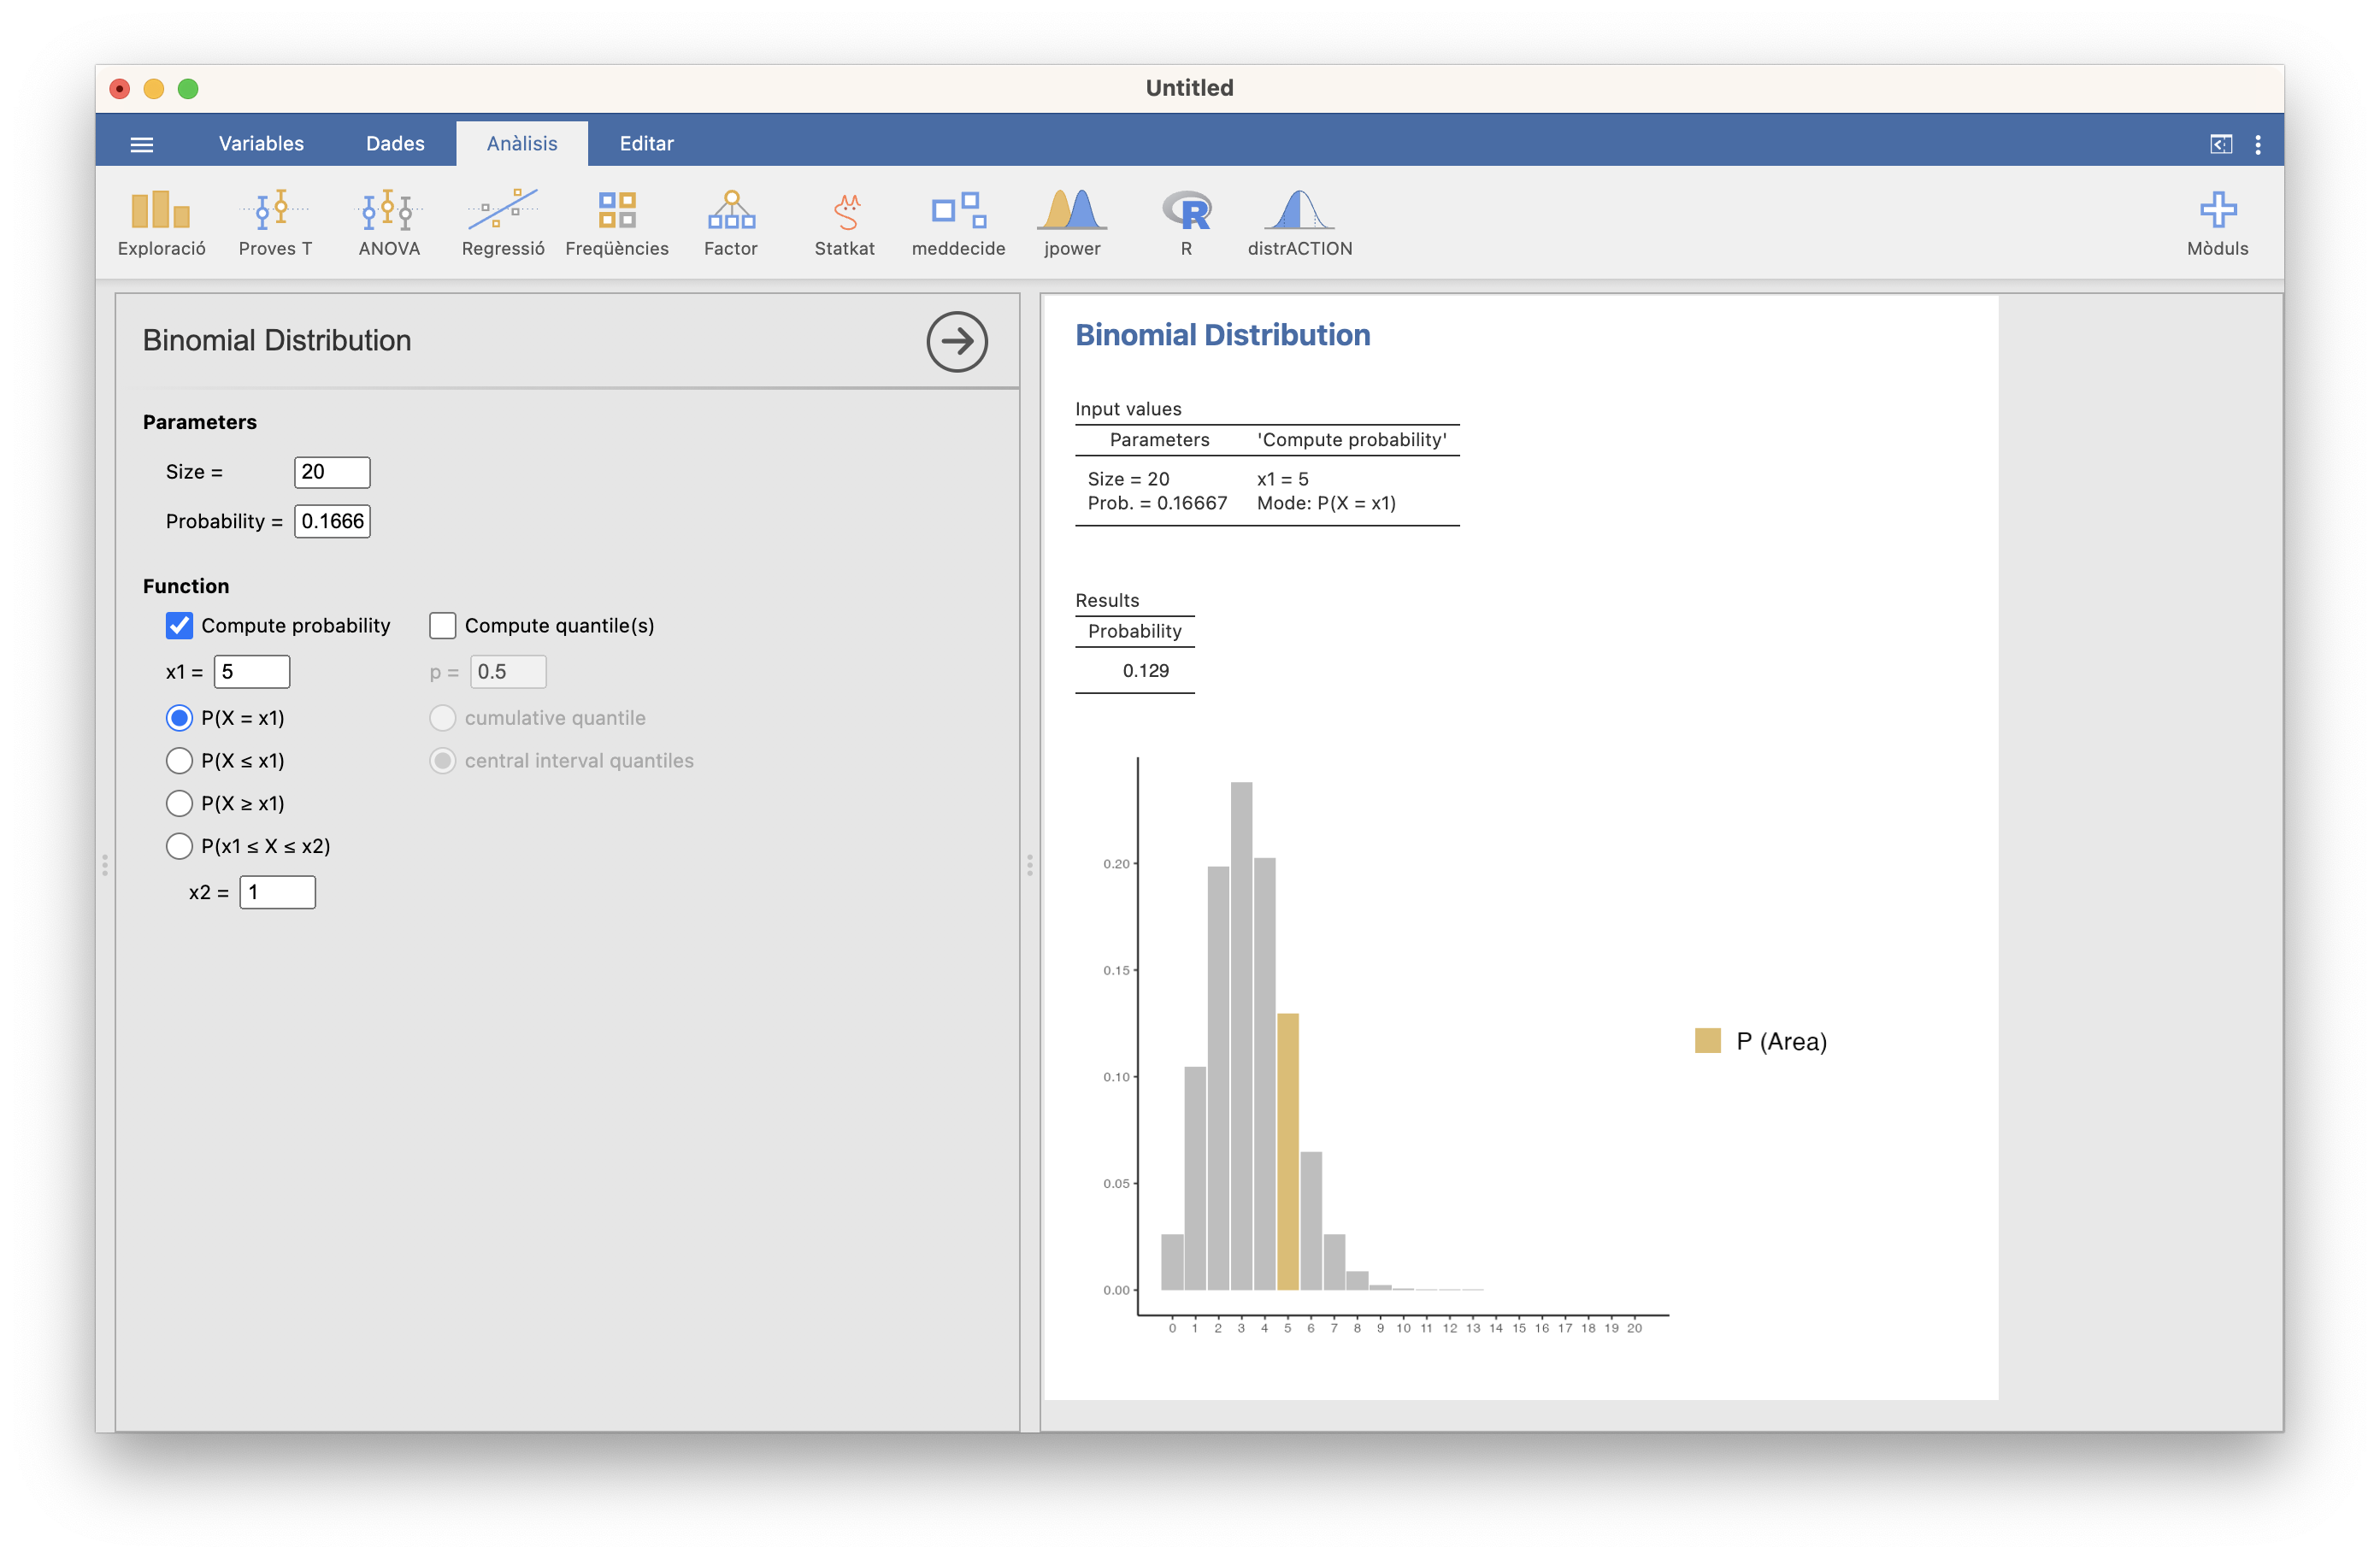 Untitled
Variables Dades Anàlisis Editar
Exploració Proves T ANOVA Regressió Freqüències Factor Statkat meddecide jpower R distrACTION Mòduls
Binomial Distribution
Parameters
Size = 20
Probability = 0.1666
Function
Compute probability Compute quantile(s)
x1 = 5 p = 0.5
P(X = x1) cumulative quantile
P(X ≤ x1) central interval quantiles
P(X ≥ x1)
P(x1 ≤ X ≤ x2)
x2 = 1
Binomial Distribution
Input values
Parameters 'Compute probability'
Size = 20 x1 = 5
Prob. = 0.16667 Mode: P(X = x1)
Results
Probability
0.129
0.20
0.15
P (Area)
0.10
0.05
0.00
0 1 2 3 4 5 6 7 8 9 10 11 12 13 14 15 16 17 18 19 20